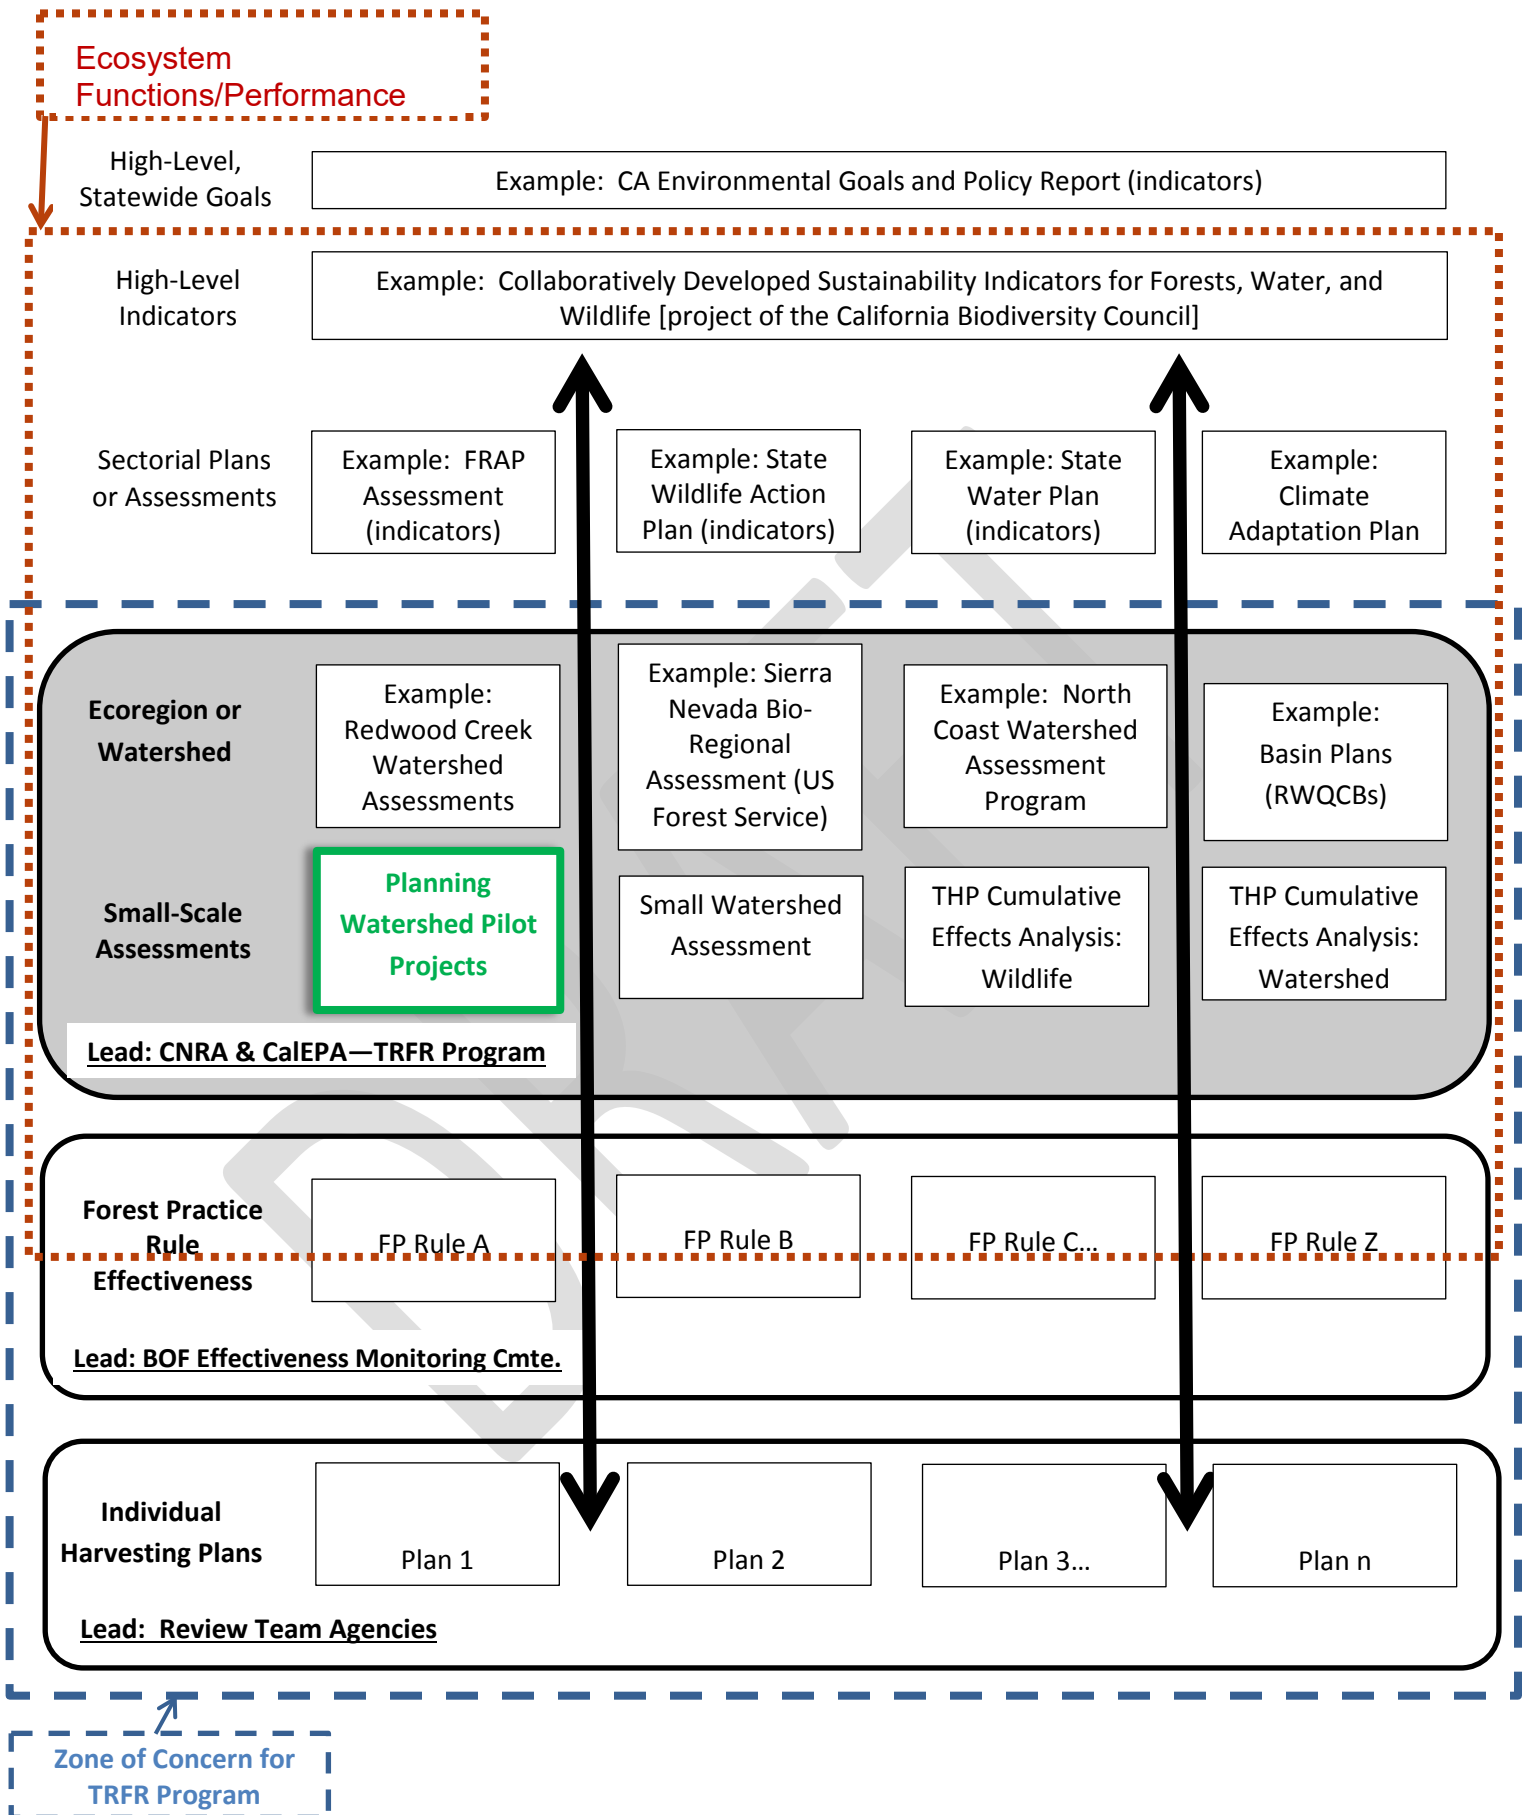 Ecosystem
Functions/Performance
High-Level,
Statewide Goals
Example:  CA Environmental Goals and Policy Report (indicators)
High-Level
Indicators
Example:  Collaboratively Developed Sustainability Indicators for Forests, Water, and
Wildlife [project of the California Biodiversity Council]
Sectorial Plans
or Assessments
Example:  FRAP
Assessment
(indicators)
Example: State
Wildlife Action
Plan (indicators)
Example: State
Water Plan
(indicators)
Example:
Climate
Adaptation Plan
Ecoregion or
Watershed
Example:
Redwood Creek
Watershed
Assessments
Example: Sierra
Nevada Bio-
Regional
Assessment (US
Forest Service)
Example:  North
Coast Watershed
Assessment
Program
Example:
Basin Plans
(RWQCBs)
Small-Scale
Assessments
Planning
Watershed Pilot
Projects
Small Watershed
Assessment
THP Cumulative
Effects Analysis:
Wildlife
THP Cumulative
Effects Analysis:
Watershed
Lead: CNRA & CalEPA—TRFR Program
Forest Practice
Rule
Effectiveness
FP Rule A
FP Rule B
FP Rule C…
FP Rule Z
Lead: BOF Effectiveness Monitoring Cmte.
Individual
Harvesting Plans
Plan 1
Plan 2
Plan 3…
Plan n
Lead:  Review Team Agencies
Zone of Concern for
TRFR Program
DRAFT